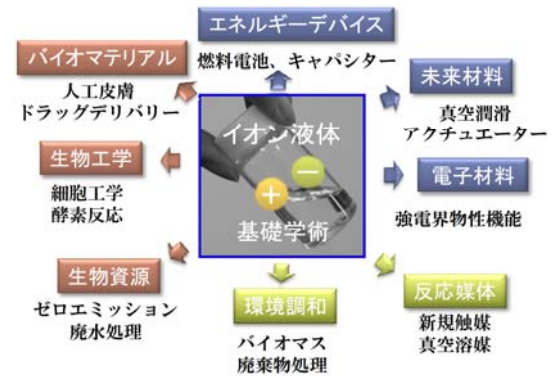 エネルギーデバイス
燃料電池、キャパシター
バイオマテリアル
人工皮膚
ドラッグデリバリー
未来材料
真空潤滑
アクチュエーター
イオン液体
基礎学術
生物工学
細胞工学
酵素反応
電子材料
強電界物性機能
生物資源
ゼロエミッション
廃水処理
環境調和
バイオマス
廃棄物処理
反応媒体
新規触媒
真空溶媒